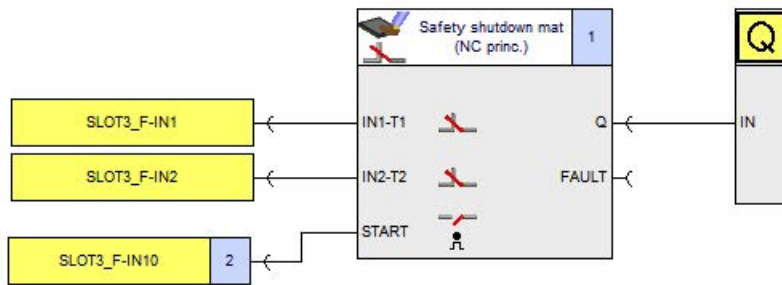 Safety shutdown mat
(NC princ.)
1
Q
SLOT3_F-IN1
IN1-T1
Q
IN
SLOT3_F-IN2
IN2-T2
FAULT
START
SLOT3_F-IN10
2